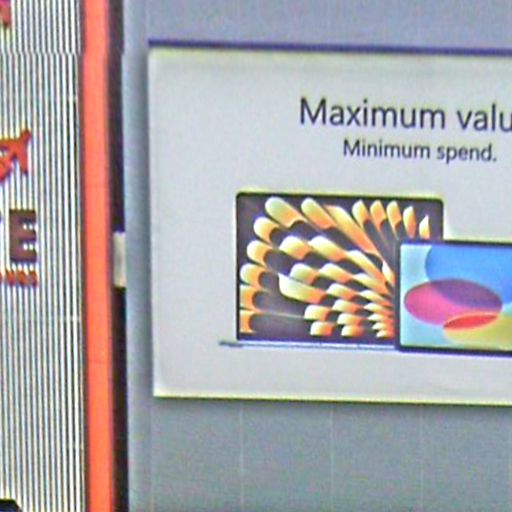 Maximum valu
Minimum spend.
E